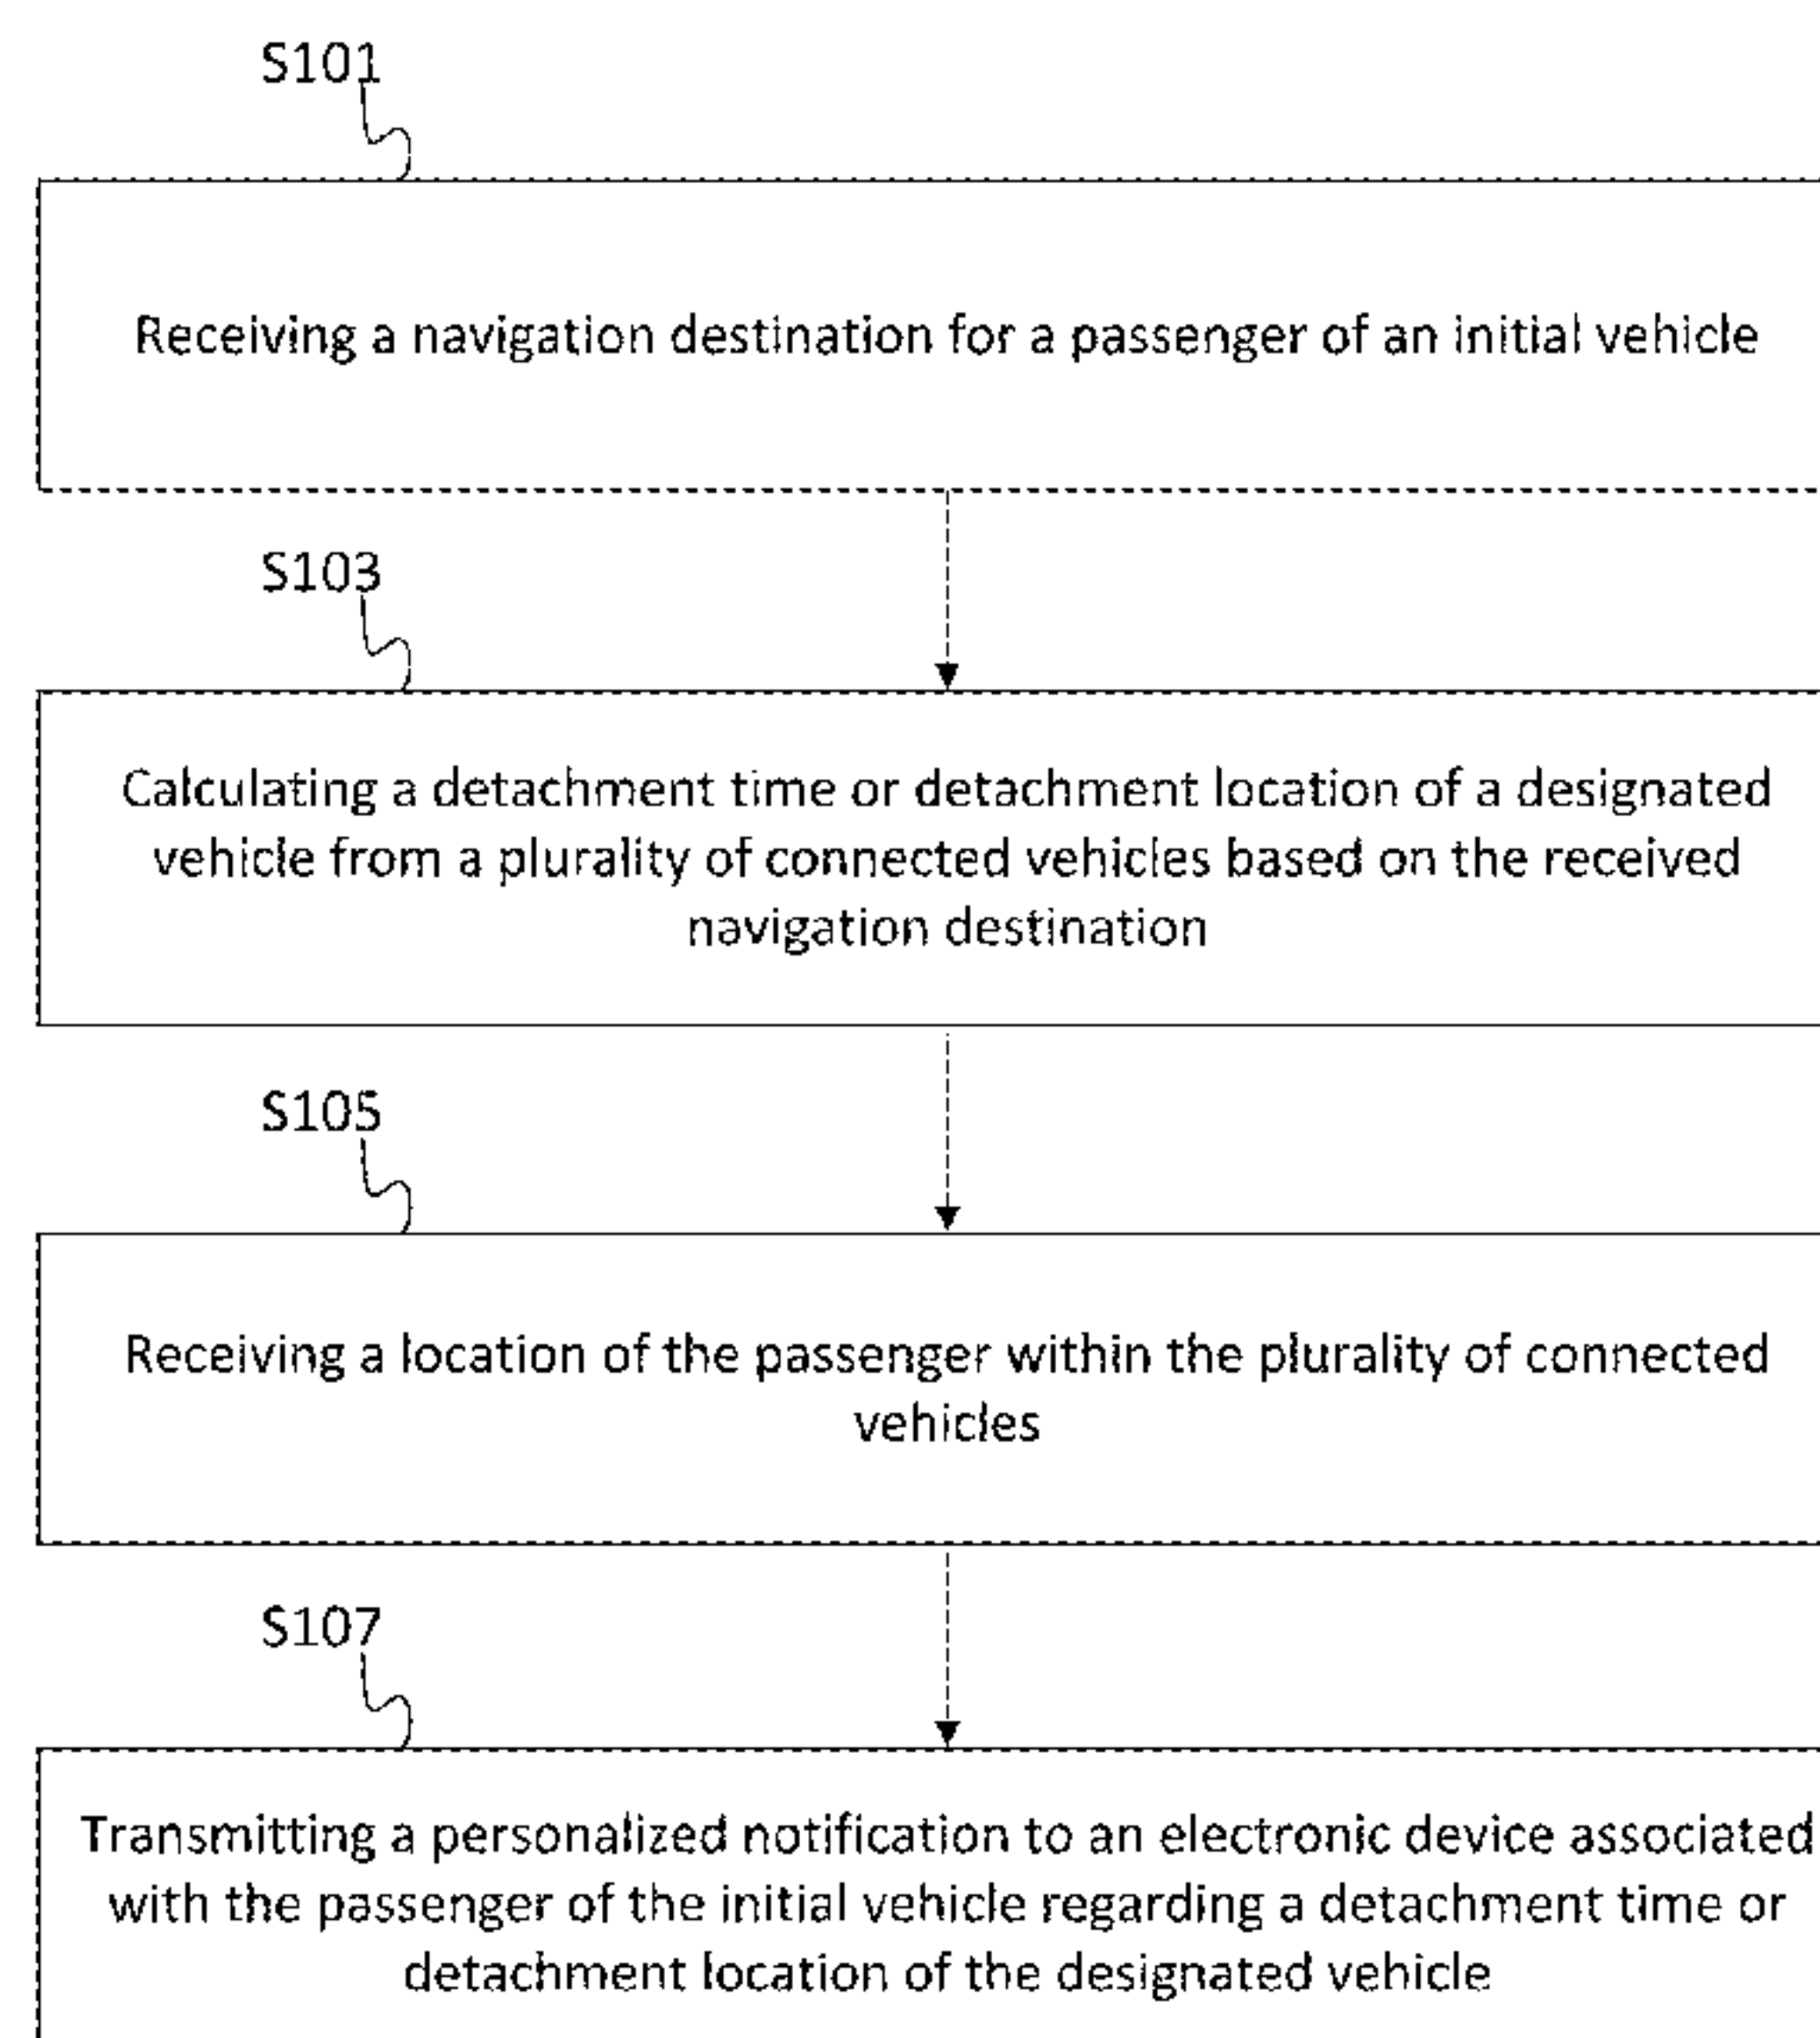 S101
Receiving a navigation destination for a passenger of an initial vehicle
S103
Calculating a detachment time or detachment location of a designated
vehicle from a plurality of connected vehicles based on the received
navigation destination
S105
Receiving a location of the passenger within the plurality of connected
vehicles
S107
Transmitting a personalized notification to an electronic device associated
with the passenger of the initial vehicle regarding a detachment time or
detachment location of the designated vehicle